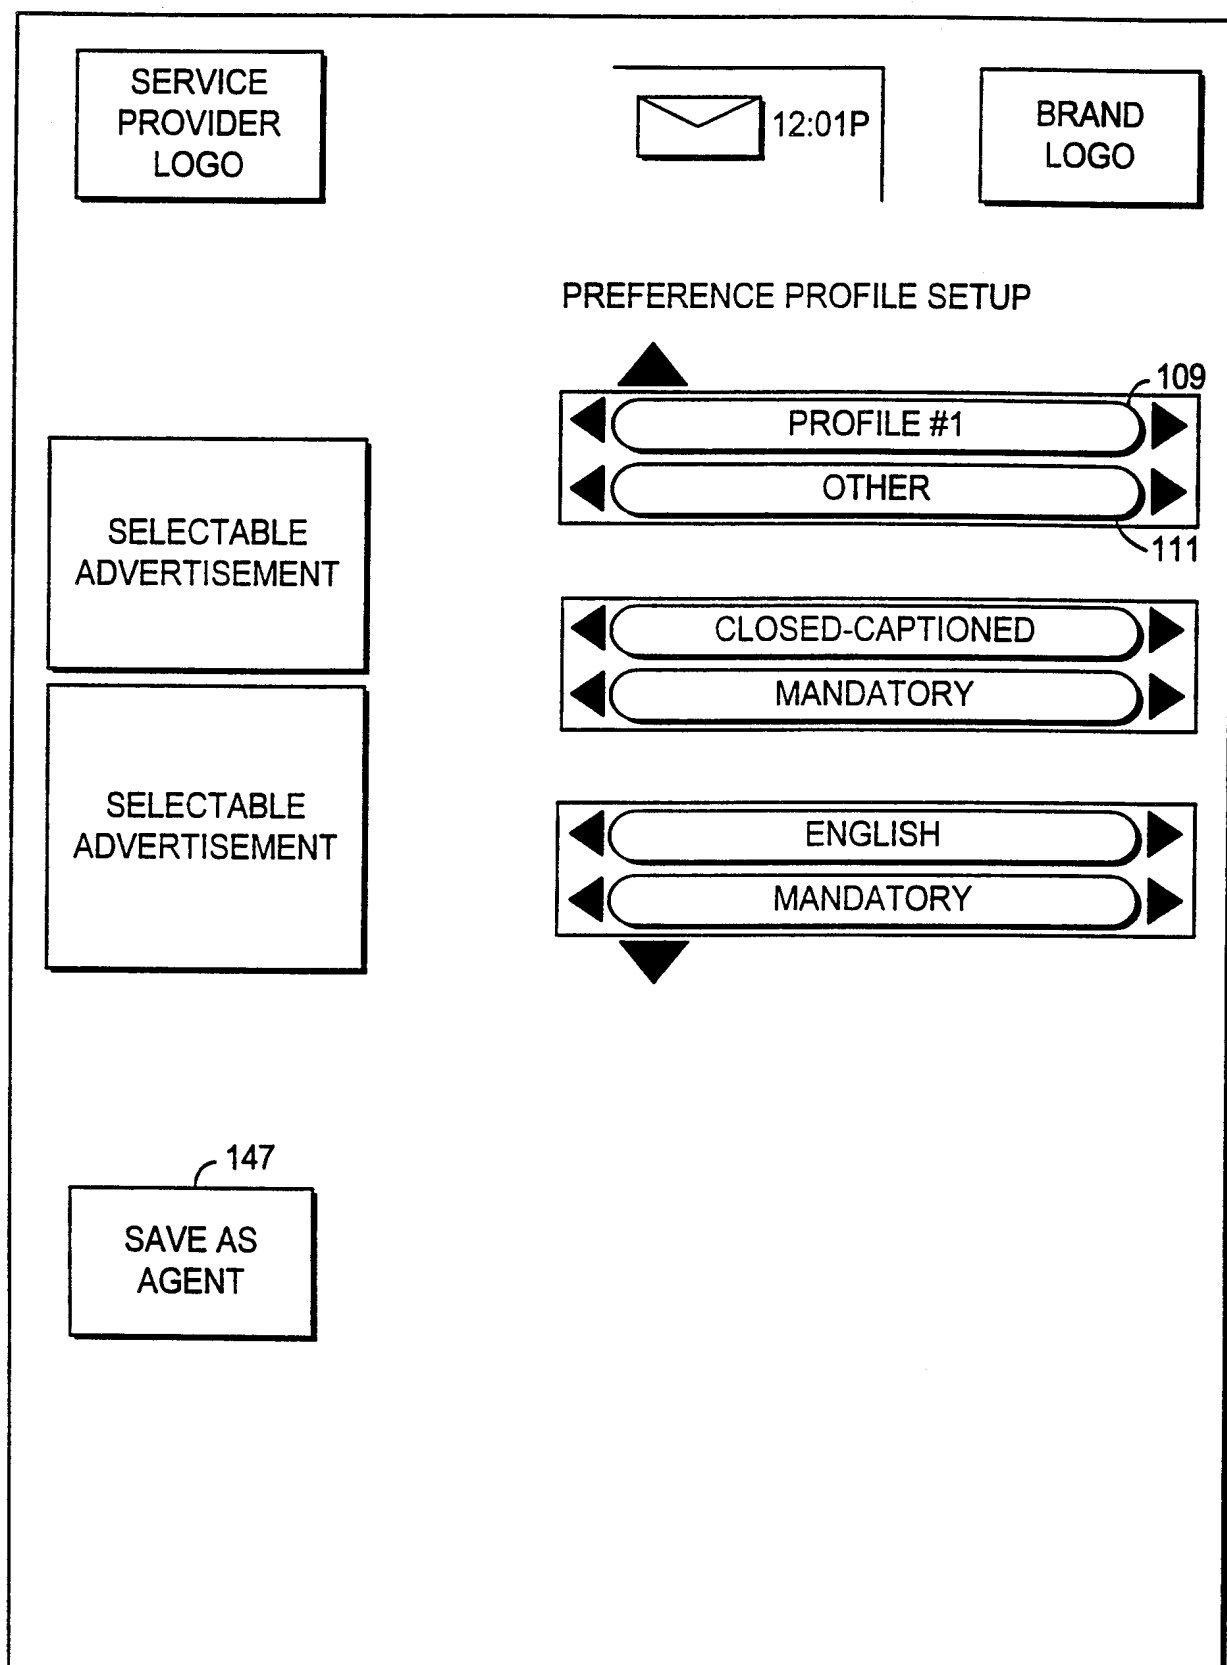 SERVICE
PROVIDER
LOGO
12:01P
BRAND
LOGO
PREFERENCE PROFILE SETUP
109
PROFILE #1
OTHER
111
SELECTABLE
ADVERTISEMENT
CLOSED-CAPTIONED
MANDATORY
SELECTABLE
ADVERTISEMENT
ENGLISH
MANDATORY
147
SAVE AS
AGENT